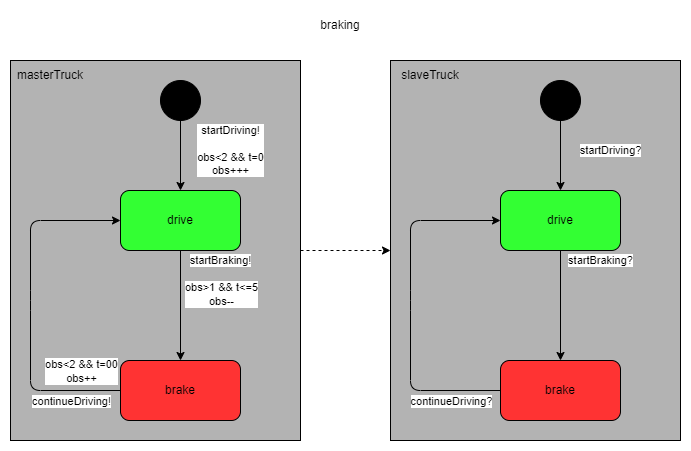 braking
masterTruck
startDriving!
obs<2 && t=0
obs+++
drive
startBraking!
obs>1 && t<=5
obs--
obs<2 && t=00
obs++
continueDriving!
brake
slaveTruck
startDriving?
drive
startBraking?
brake
continueDriving?